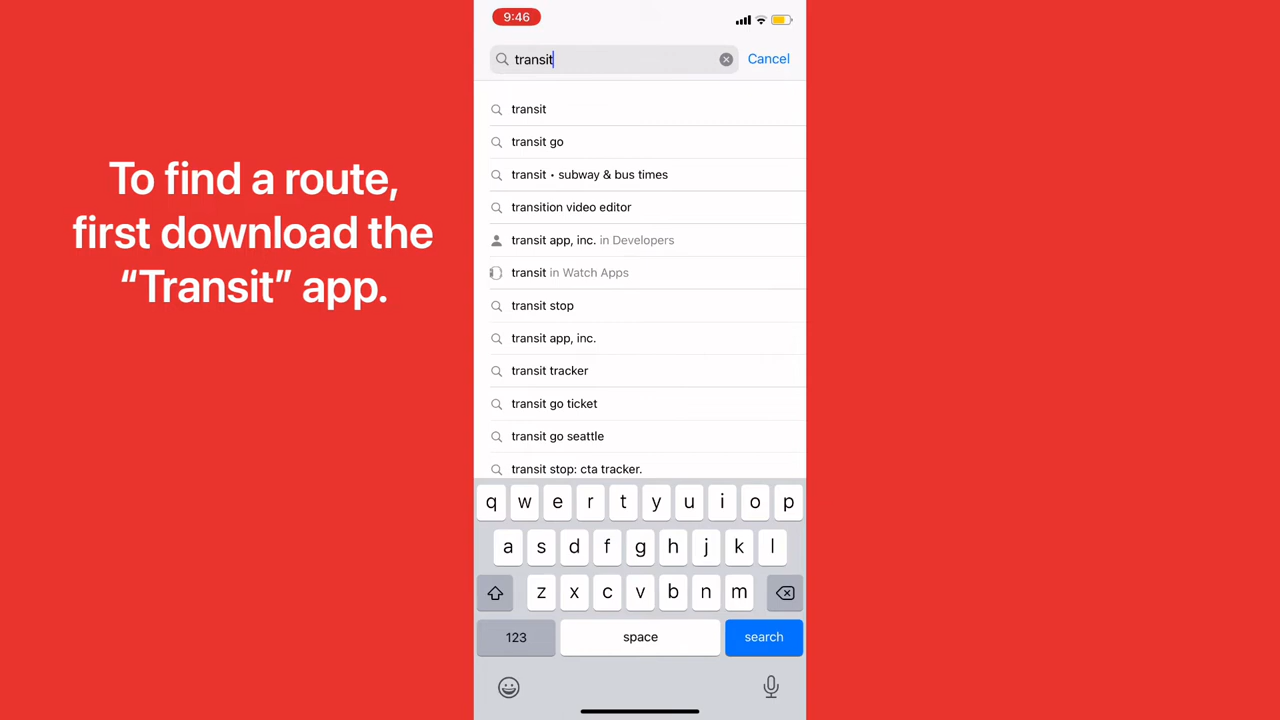 To find a route,
first download the
“Transit” app.
9:46
transit
Cancel
transit
transit go
transit • subway & bus times
transition video editor
transit app, inc. in Developers
transit in Watch Apps
transit stop
transit app, inc.
transit tracker
transit go ticket
transit go seattle
transit stop: cta tracker.
q w e r t y u i o p
a s d f g h j k l
z x c v b n m
123 space search